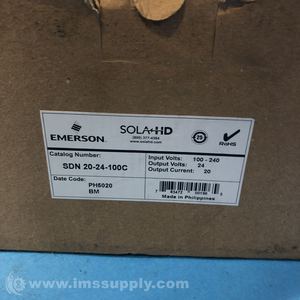 EMERSON
SOLA+HD
(800) 377-4384
www.solahd.com
25
RoHS
Catalog Number:
SDN 20-24-100C
Input Volts: 100 - 240
Output Volts: 24
Output Current: 20
Date Code:
PH5020
BM
Made in Philippines
© www.imssupply.com